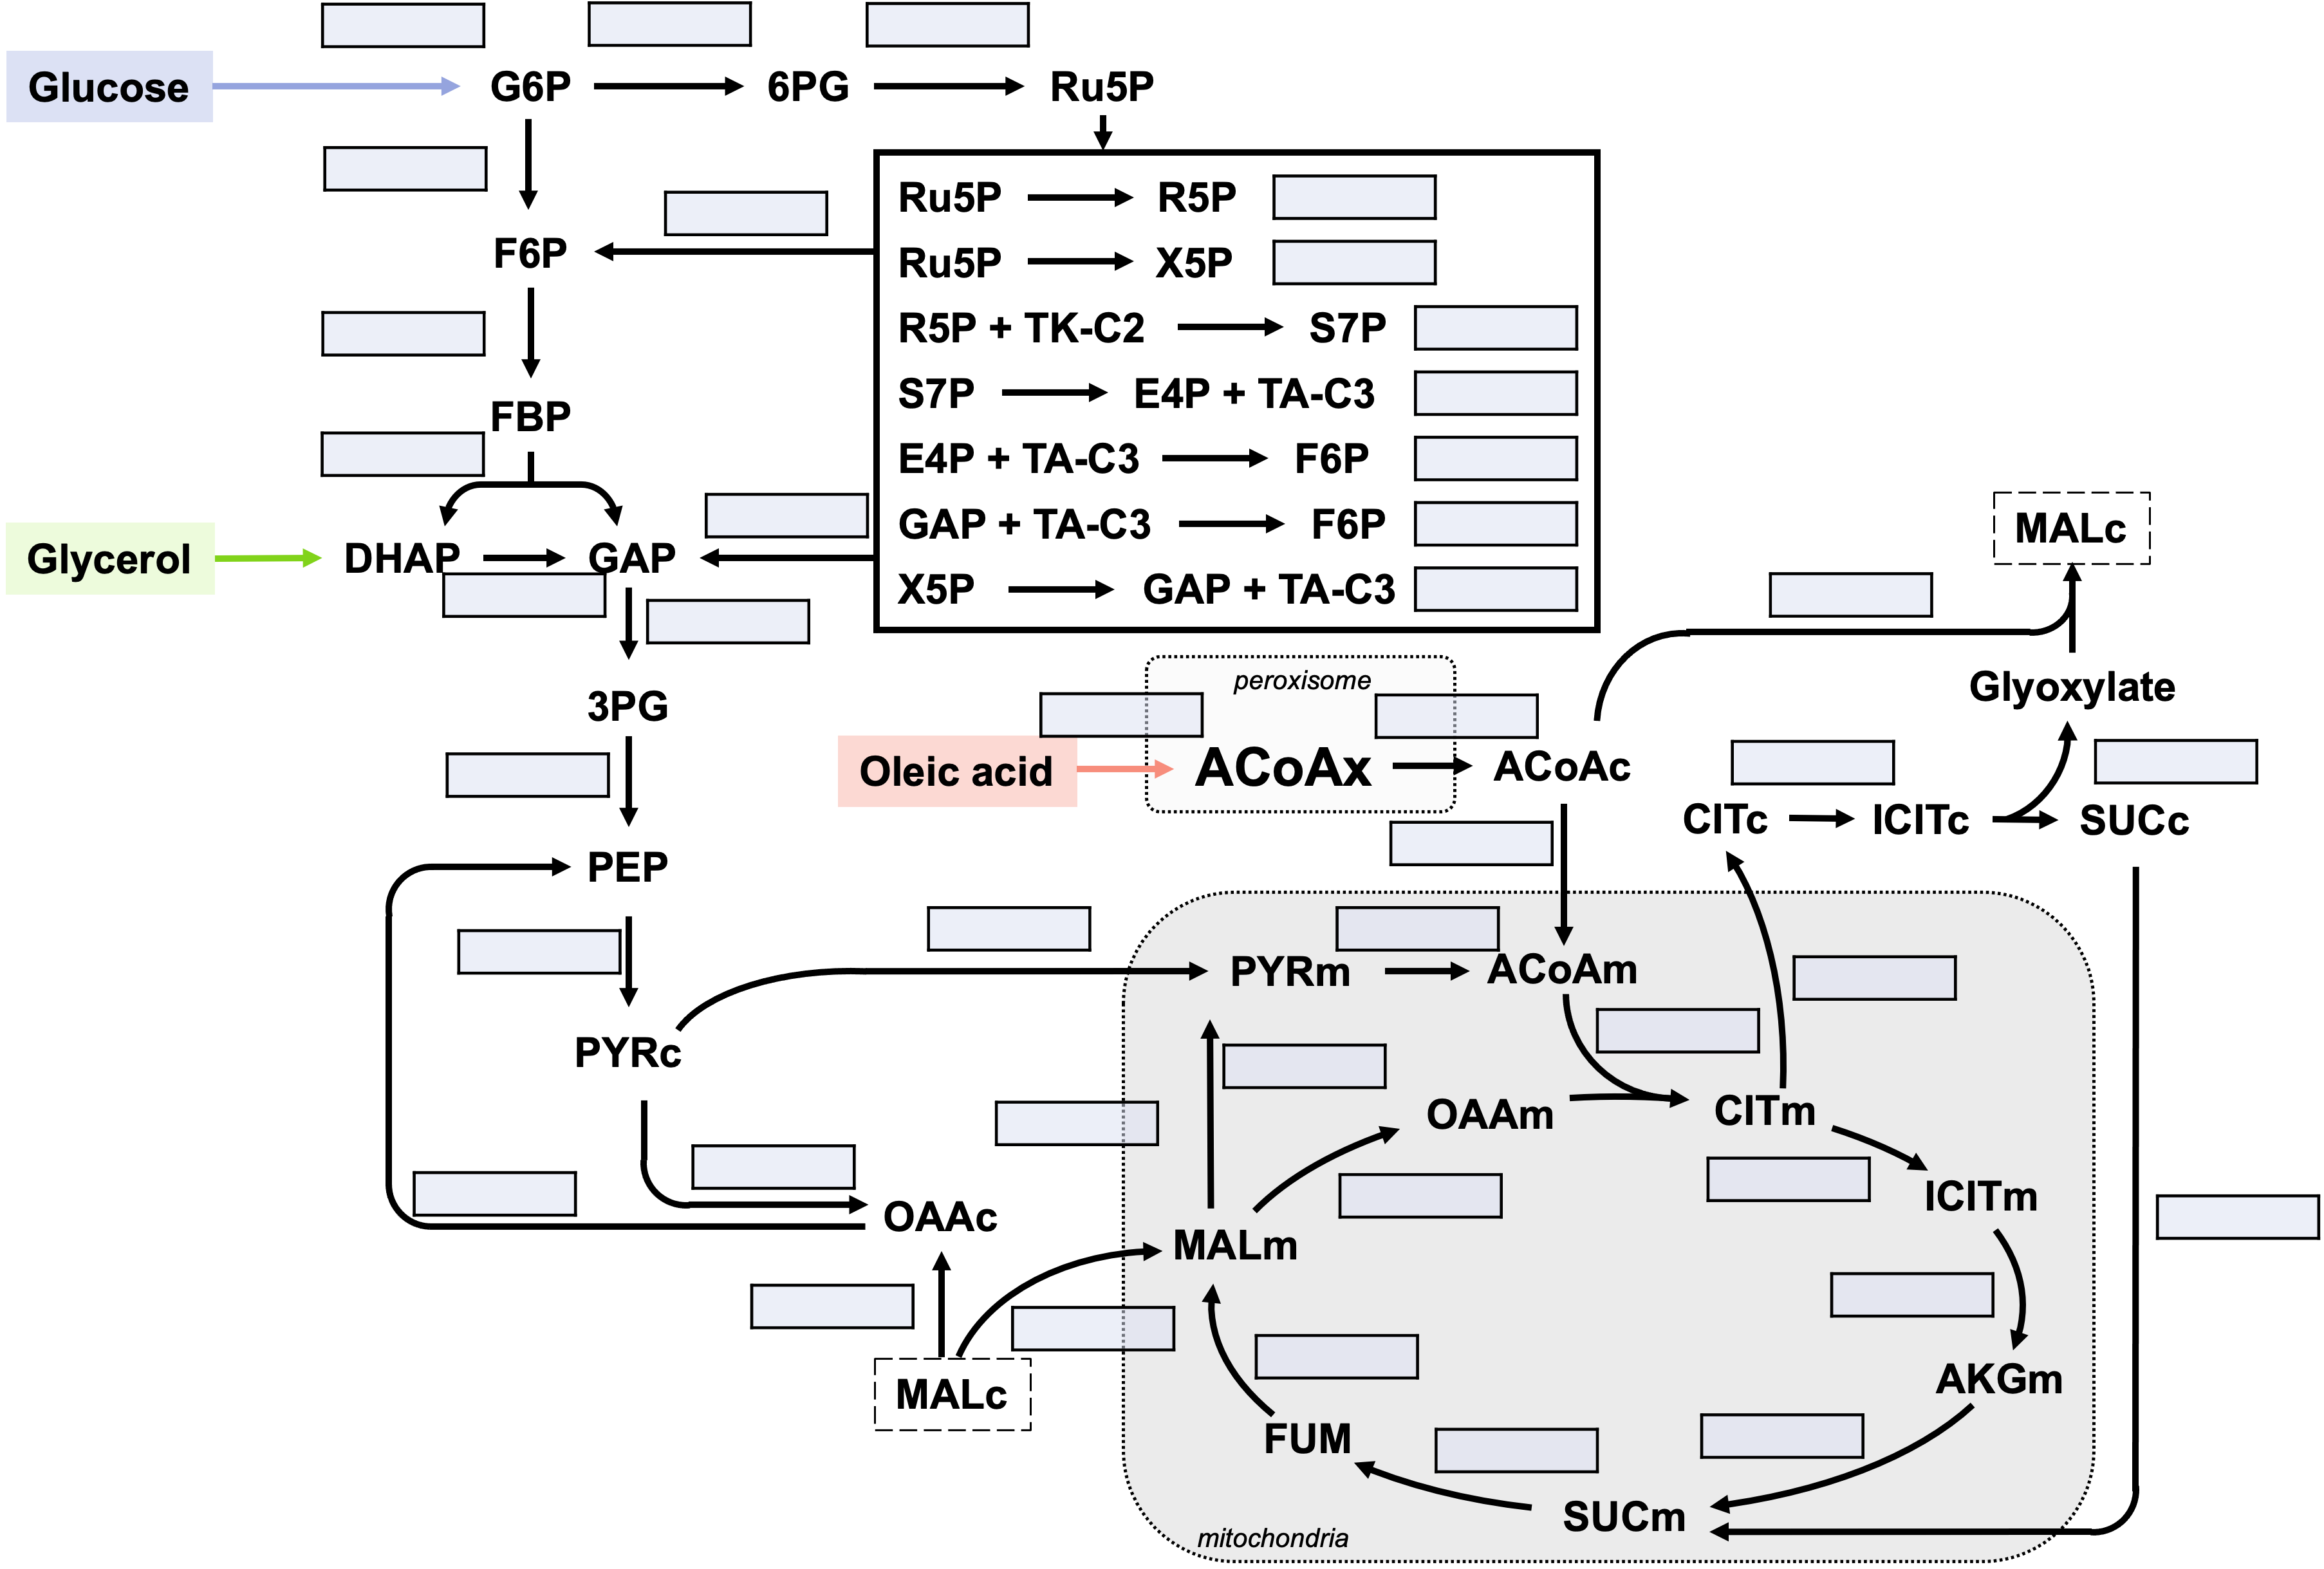 Glucose
G6P
6PG
Ru5P
Ru5P
R5P
Ru5P
X5P
F6P
R5P + TK-C2
S7P
S7P
E4P + TA-C3
FBP
E4P + TA-C3
F6P
GAP + TA-C3
F6P
X5P
GAP + TA-C3
Glycerol
DHAP
GAP
MALc
3PG
peroxisome
Glyoxylate
Oleic acid
ACoAx
ACoAc
CITc
ICITc
SUCc
PEP
PYRm
ACoAm
PYRc
OAAm
CITm
ICITm
OAAc
MALm
AKGm
MALc
FUM
SUCm
mitochondria